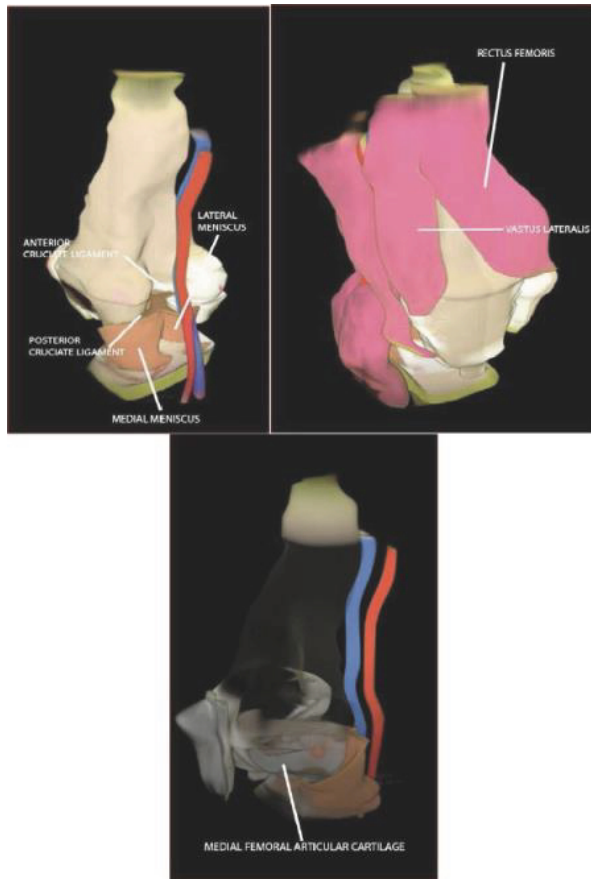 RECTUS FEMORIS
LATERAL
MENISCUS
ANTERIOR
CRUCIATE LIGAMENT
VASTUS LATERALIS
POSTERIOR
CRUCIATE LIGAMENT
MEDIAL MENISCUS
MEDIAL FEMORAL ARTICULAR CARTILAGE